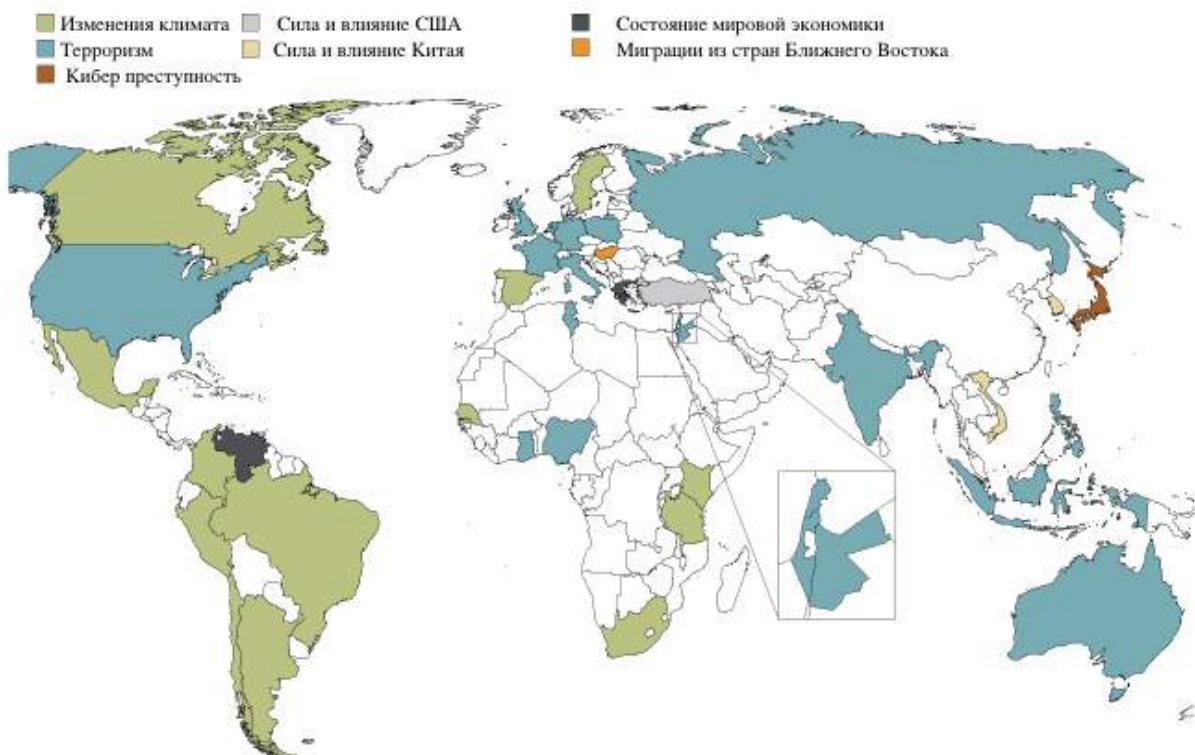 Изменения климата
Терроризм
Кибер преступность
Сила и влияние США
Сила и влияние Китая
Состояние мировой экономики
Миграции из стран Ближнего Востока